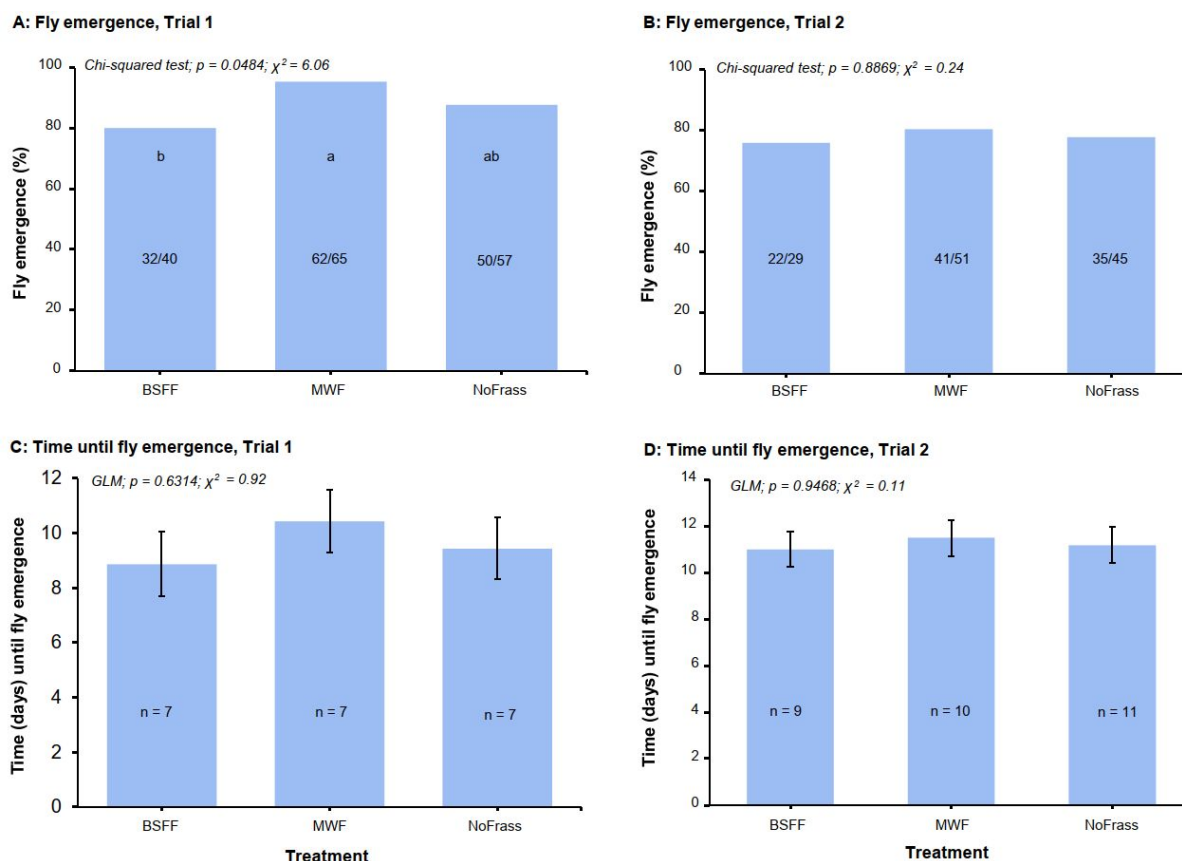 A: Fly emergence, Trial 1
Chi-squared test; p = 0.0484; χ² = 6.06
Fly emergence (%)
100
80
60
40
20
0
b
a
ab
32/40
62/65
50/57
BSFF
MWF
NoFrass
B: Fly emergence, Trial 2
Chi-squared test; p = 0.8869; χ² = 0.24
Fly emergence (%)
100
80
60
40
20
0
22/29
41/51
35/45
BSFF
MWF
NoFrass
C: Time until fly emergence, Trial 1
GLM; p = 0.6314; χ² = 0.92
Time (days) until fly emergence
12
10
8
6
4
2
0
n = 7
n = 7
n = 7
BSFF
MWF
NoFrass
Treatment
D: Time until fly emergence, Trial 2
GLM; p = 0.9468; χ² = 0.11
Time (days) until fly emergence
14
12
10
8
6
4
2
0
n = 9
n = 10
n = 11
BSFF
MWF
NoFrass
Treatment